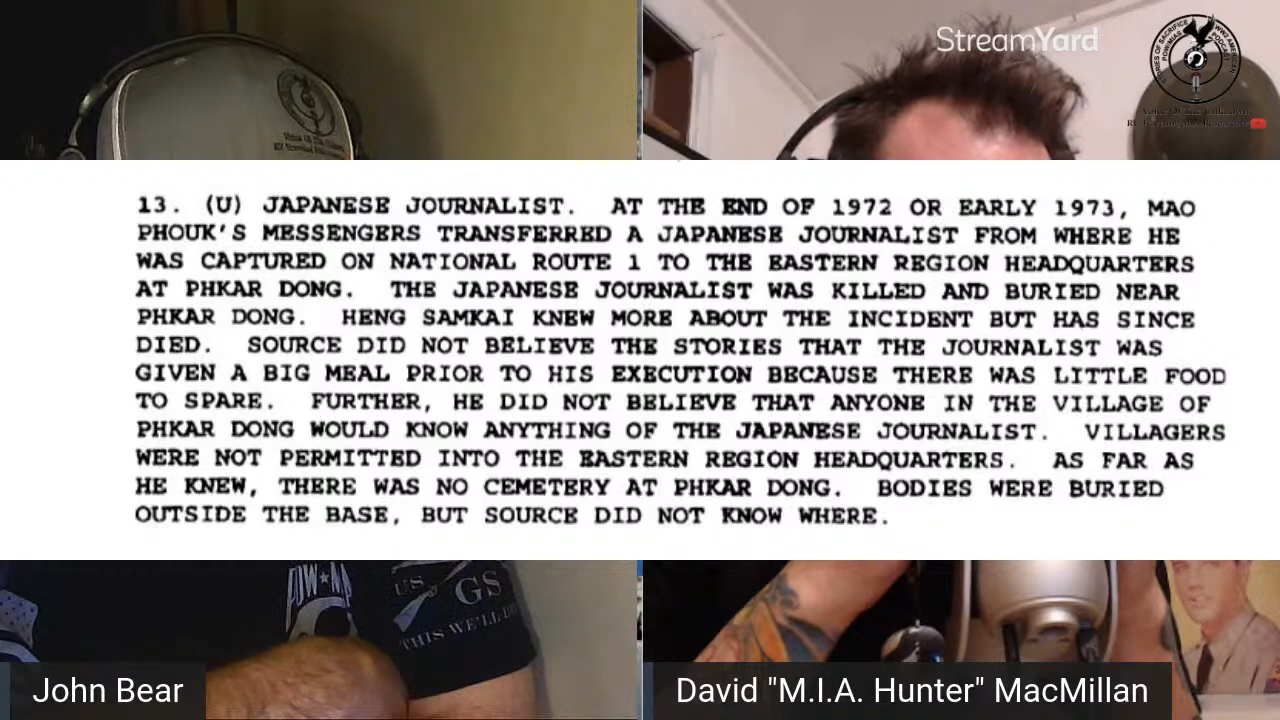 StreamYard
13. (U) JAPANESE JOURNALIST. AT THE END OF 1972 OR EARLY 1973, MAO
PHOUK'S MESSENGERS TRANSFERRED A JAPANESE JOURNALIST FROM WHERE HE
WAS CAPTURED ON NATIONAL ROUTE 1 TO THE EASTERN REGION HEADQUARTERS
AT PHKAR DONG. THE JAPANESE JOURNALIST WAS KILLED AND BURIED NEAR
PHKAR DONG. HENG SAMKAI KNEW MORE ABOUT THE INCIDENT BUT HAS SINCE
DIED. SOURCE DID NOT BELIEVE THE STORIES THAT THE JOURNALIST WAS
GIVEN A BIG MEAL PRIOR TO HIS EXECUTION BECAUSE THERE WAS LITTLE FOOD
TO SPARE. FURTHER, HE DID NOT BELIEVE THAT ANYONE IN THE VILLAGE OF
PHKAR DONG WOULD KNOW ANYTHING OF THE JAPANESE JOURNALIST. VILLAGERS
WERE NOT PERMITTED INTO THE EASTERN REGION HEADQUARTERS. AS FAR AS
HE KNEW, THERE WAS NO CEMETERY AT PHKAR DONG. BODIES WERE BURIED
OUTSIDE THE BASE, BUT SOURCE DID NOT KNOW WHERE.
US
GS
THIS WE'LL
John Bear
David "M.I.A. Hunter" MacMillan